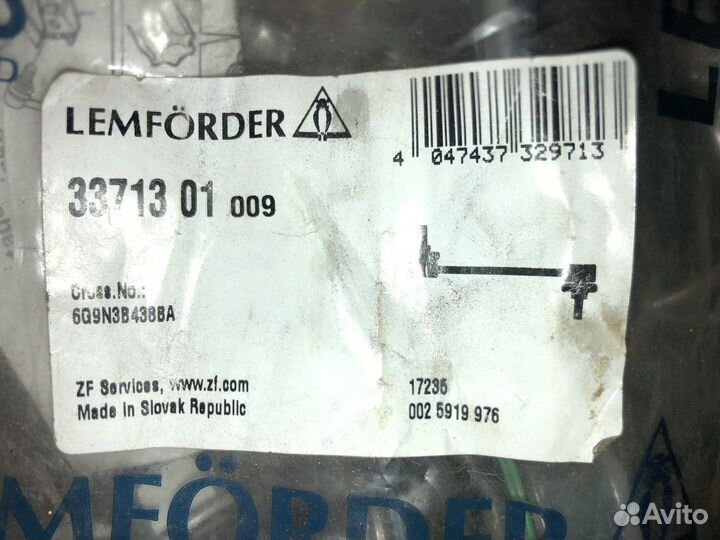 LEMFÖRDER
33713 01 009
4 047437 329713
Cross.No.:
6G9N3B438BA
ZF Services, www.zf.com
Made in Slovak Republic
17235
002 5919 976
LEMFÖRDER
Avito